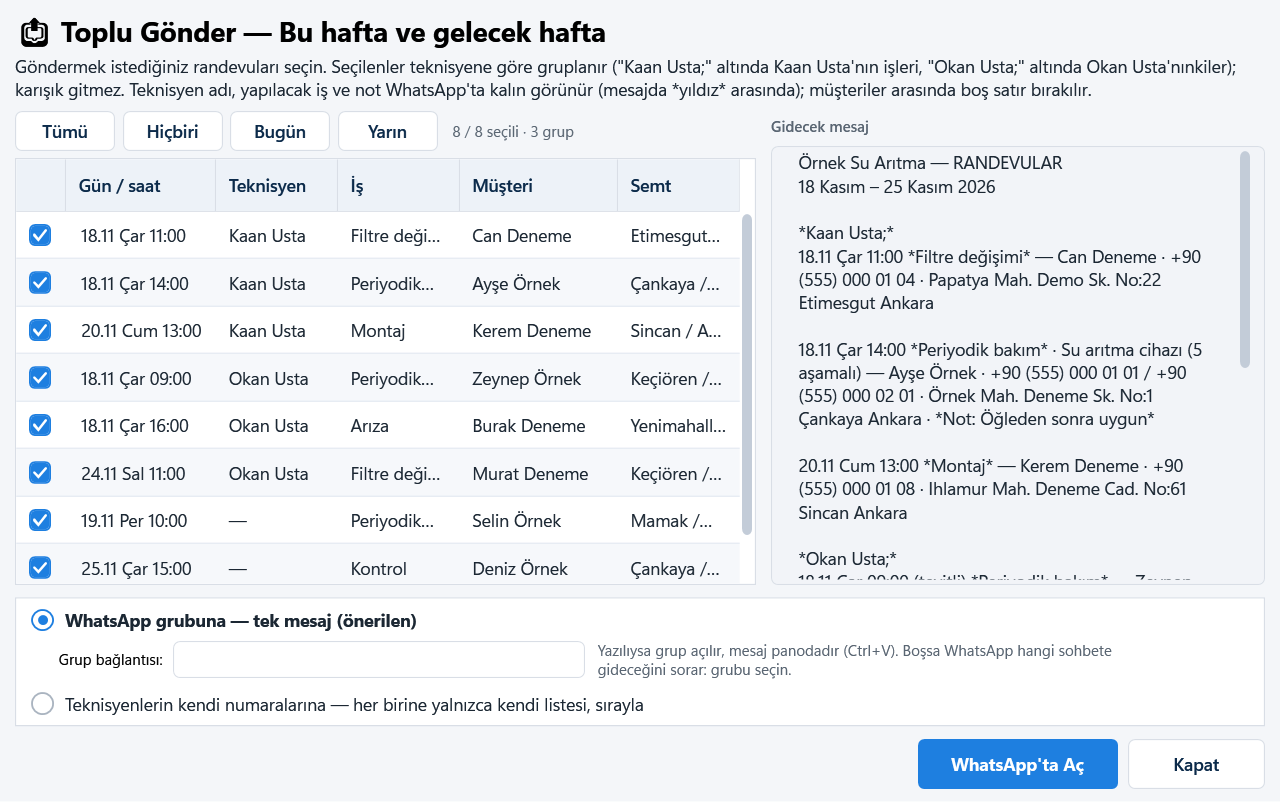 Toplu Gönder — Bu hafta ve gelecek hafta
Göndermek istediğiniz randevuları seçin. Seçilenler teknisyene göre gruplanır ("Kaan Usta;" altında Kaan Usta'nın işleri, "Okan Usta;" altında Okan Usta'nınkiler);
karışık gitmez. Teknisyen adı, yapılacak iş ve not WhatsApp'ta kalın görünür (mesajda *yıldız* arasında); müşteriler arasında boş satır bırakılır.
Tümü Hiçbiri Bugün Yarın 8 / 8 seçili · 3 grup
Gün / saat Teknisyen İş Müşteri Semt
18.11 Çar 11:00 Kaan Usta Filtre deği... Can Deneme Etimesgut...
18.11 Çar 14:00 Kaan Usta Periyodik... Ayşe Örnek Çankaya /...
20.11 Cum 13:00 Kaan Usta Montaj Kerem Deneme Sincan / A...
18.11 Çar 09:00 Okan Usta Periyodik... Zeynep Örnek Keçiören /...
18.11 Çar 16:00 Okan Usta Arıza Burak Deneme Yenimahall...
24.11 Sal 11:00 Okan Usta Filtre deği... Murat Deneme Keçiören /...
19.11 Per 10:00 — Periyodik... Selin Örnek Mamak /...
25.11 Çar 15:00 — Kontrol Deniz Örnek Çankaya /...
Gidecek mesaj
Örnek Su Arıtma — RANDEVULAR
18 Kasım – 25 Kasım 2026
*Kaan Usta;*
18.11 Çar 11:00 *Filtre değişimi* — Can Deneme · +90
(555) 000 01 04 · Papatya Mah. Demo Sk. No:22
Etimesgut Ankara
18.11 Çar 14:00 *Periyodik bakım* · Su arıtma cihazı (5
aşamalı) — Ayşe Örnek · +90 (555) 000 01 01 / +90
(555) 000 02 01 · Örnek Mah. Deneme Sk. No:1
Çankaya Ankara · *Not: Öğleden sonra uygun*
20.11 Cum 13:00 *Montaj* — Kerem Deneme · +90
(555) 000 01 08 · Ihlamur Mah. Deneme Cad. No:61
Sincan Ankara
*Okan Usta;*
18.11 Çar 09:00 (teyitli) *Periyodik bakım* — Zeynep
WhatsApp grubuna — tek mesaj (önerilen)
Grup bağlantısı:
Yazılıysa grup açılır, mesaj panodadır (Ctrl+V). Boşsa WhatsApp hangi sohbete
gideceğini sorar: grubu seçin.
Teknisyenlerin kendi numaralarına — her birine yalnızca kendi listesi, sırayla
WhatsApp'ta Aç Kapat